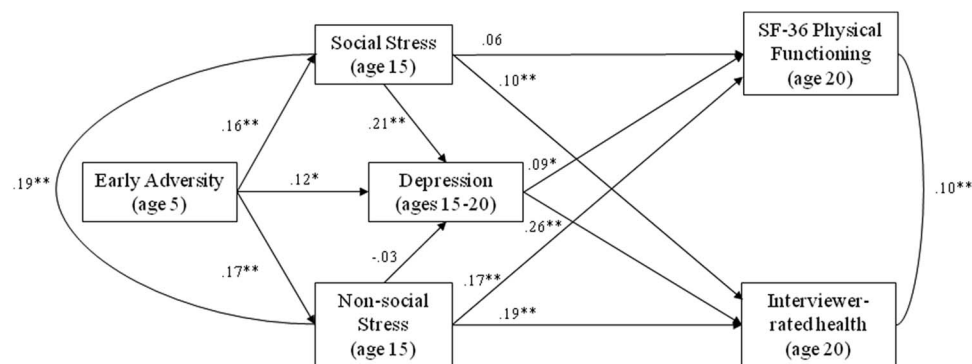 Social Stress
(age 15)
SF-36 Physical
Functioning
(age 20)
.06
.10**
.16**
.21**
.19**
Early Adversity
(age 5)
.12*
Depression
(ages 15-20)
.09*
.10**
.26**
.17**
-.03
.17**
Non-social
Stress
(age 15)
.19**
Interviewer-
rated health
(age 20)